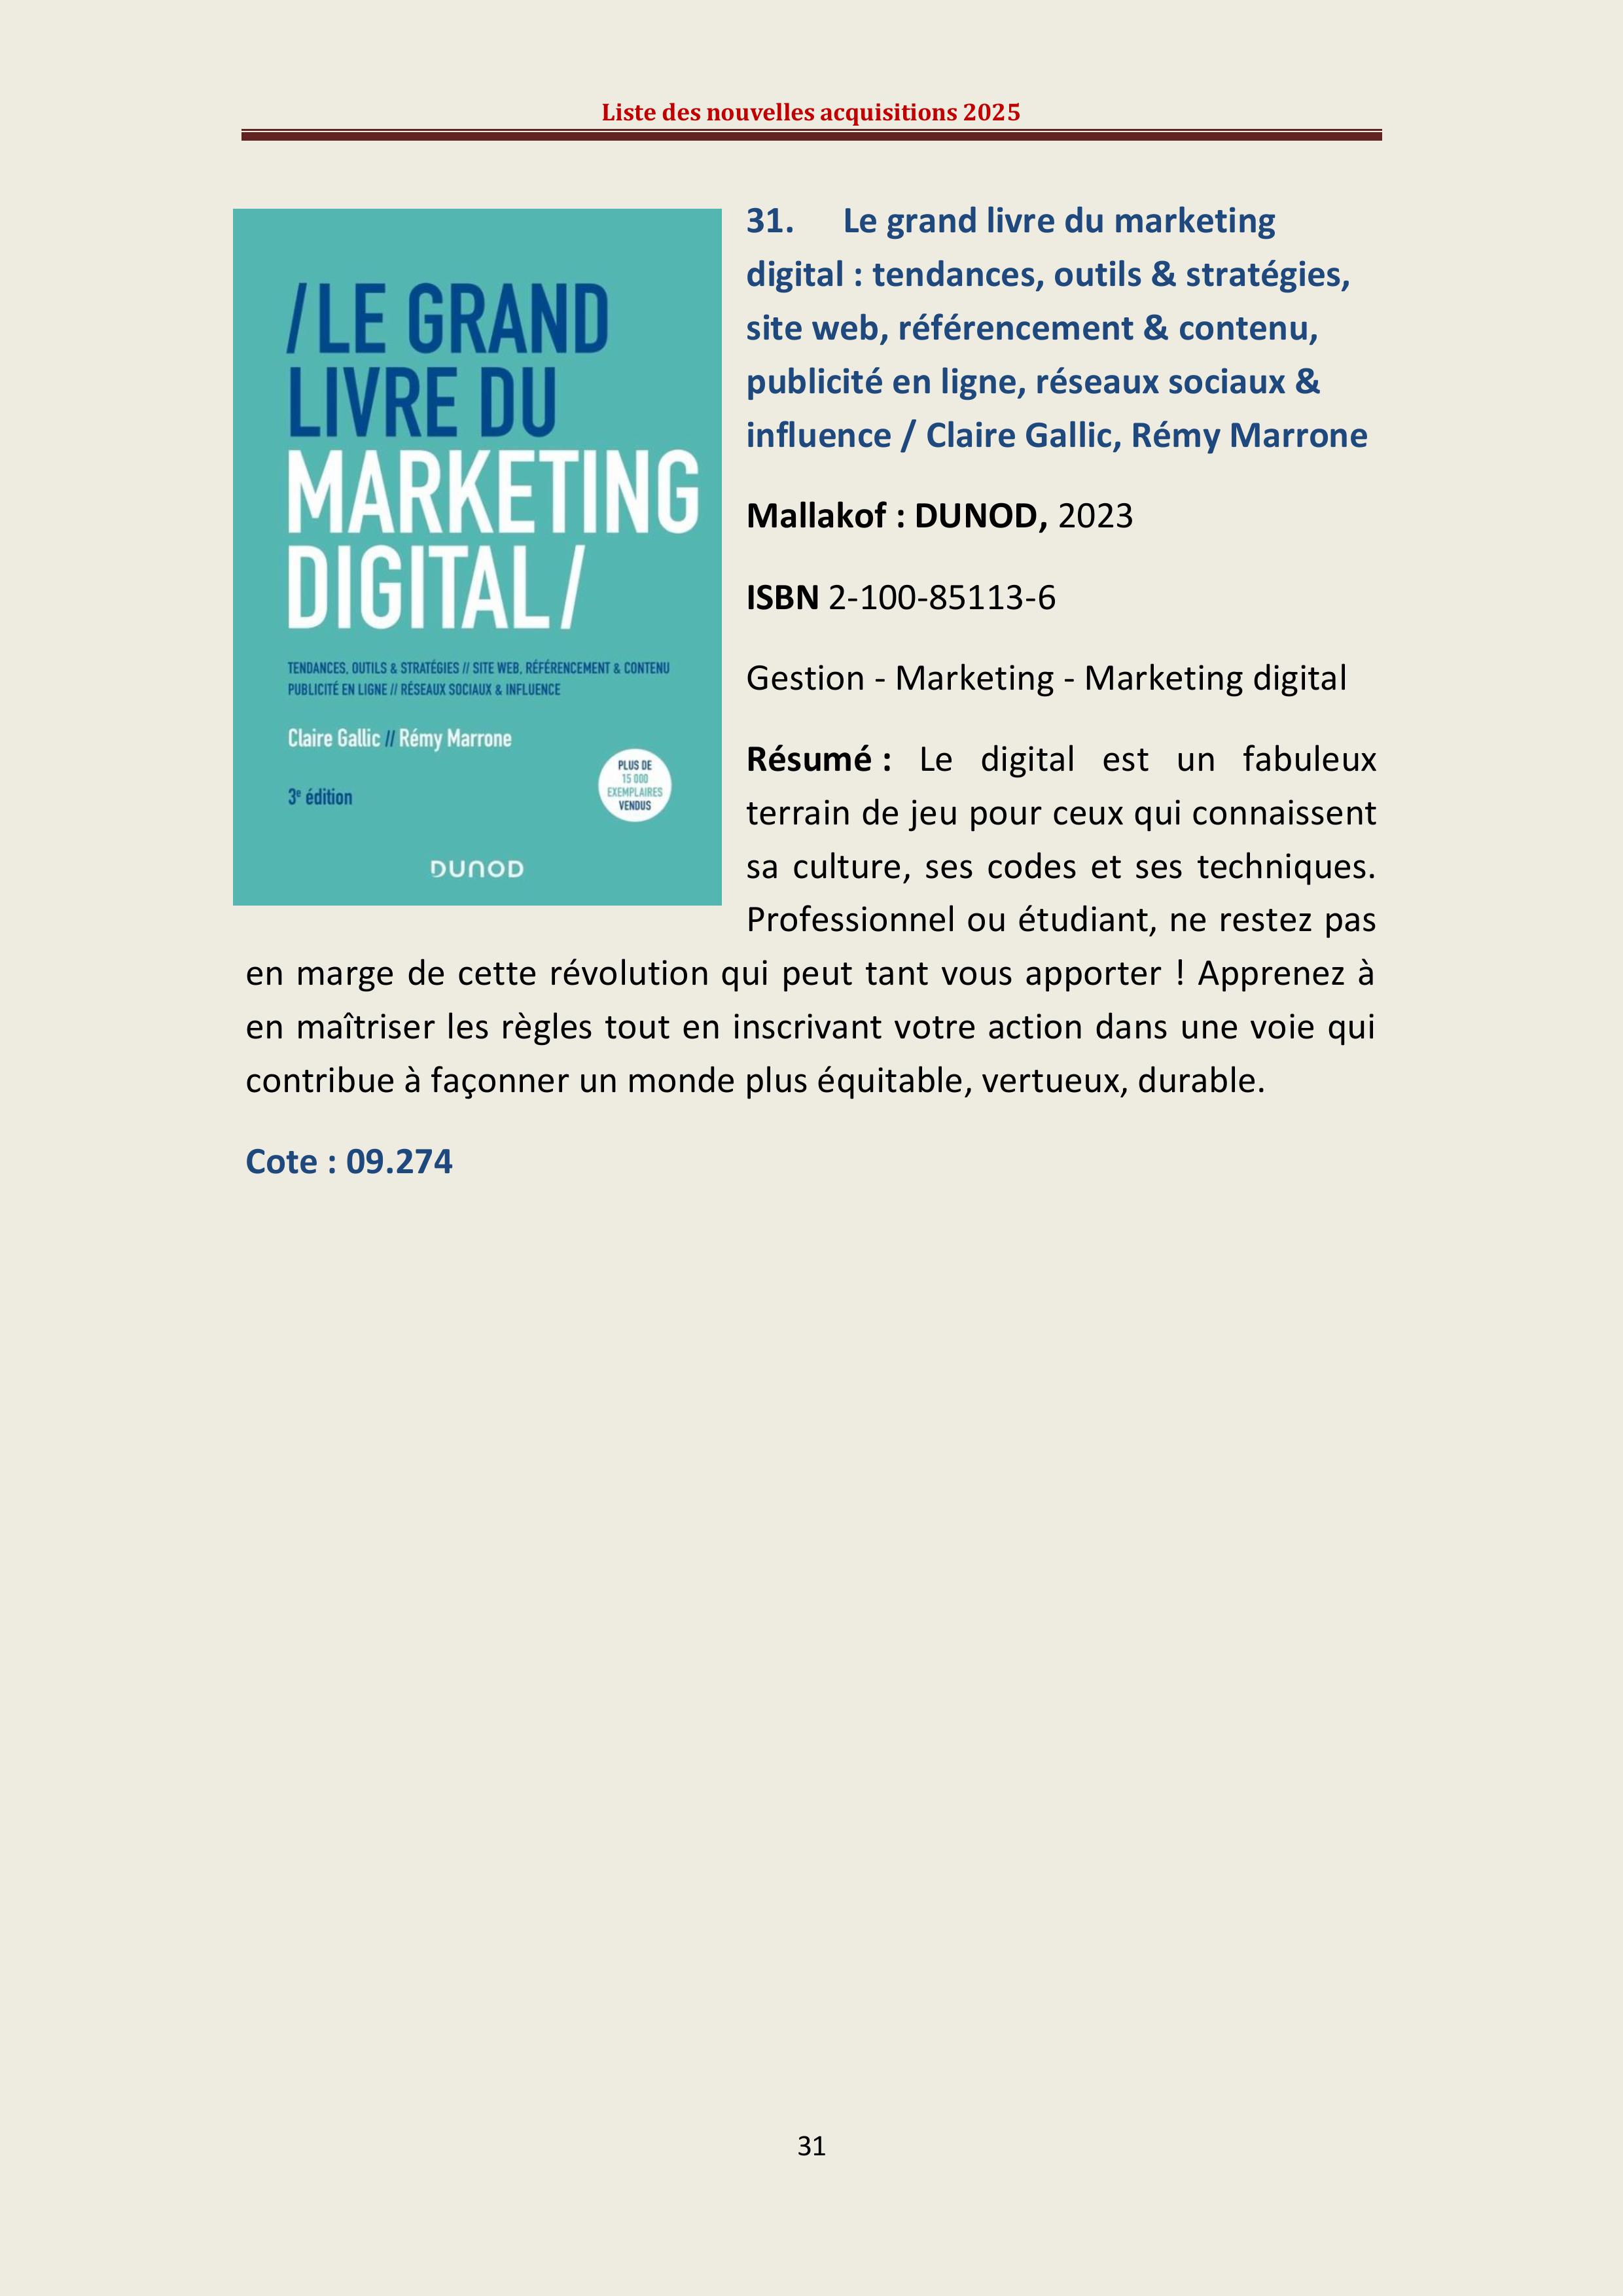 Liste des nouvelles acquisitions 2025
/LE GRAND
LIVRE DU
MARKETING
DIGITAL/
TENDANCES, OUTILS & STRATÉGIES // SITE WEB, RÉFÉRENCEMENT & CONTENU
PUBLICITÉ EN LIGNE // RÉSEAUX SOCIAUX & INFLUENCE
Claire Gallic // Rémy Marrone
3e édition
PLUS DE
15 000
EXEMPLAIRES
VENDUS
DUNOD
31. Le grand livre du marketing
digital : tendances, outils & stratégies,
site web, référencement & contenu,
publicité en ligne, réseaux sociaux &
influence / Claire Gallic, Rémy Marrone
Mallakof : DUNOD, 2023
ISBN 2-100-85113-6
Gestion - Marketing - Marketing digital
Résumé : Le digital est un fabuleux
terrain de jeu pour ceux qui connaissent
sa culture, ses codes et ses techniques.
Professionnel ou étudiant, ne restez pas
en marge de cette révolution qui peut tant vous apporter ! Apprenez à
en maîtriser les règles tout en inscrivant votre action dans une voie qui
contribue à façonner un monde plus équitable, vertueux, durable.
Cote : 09.274
31